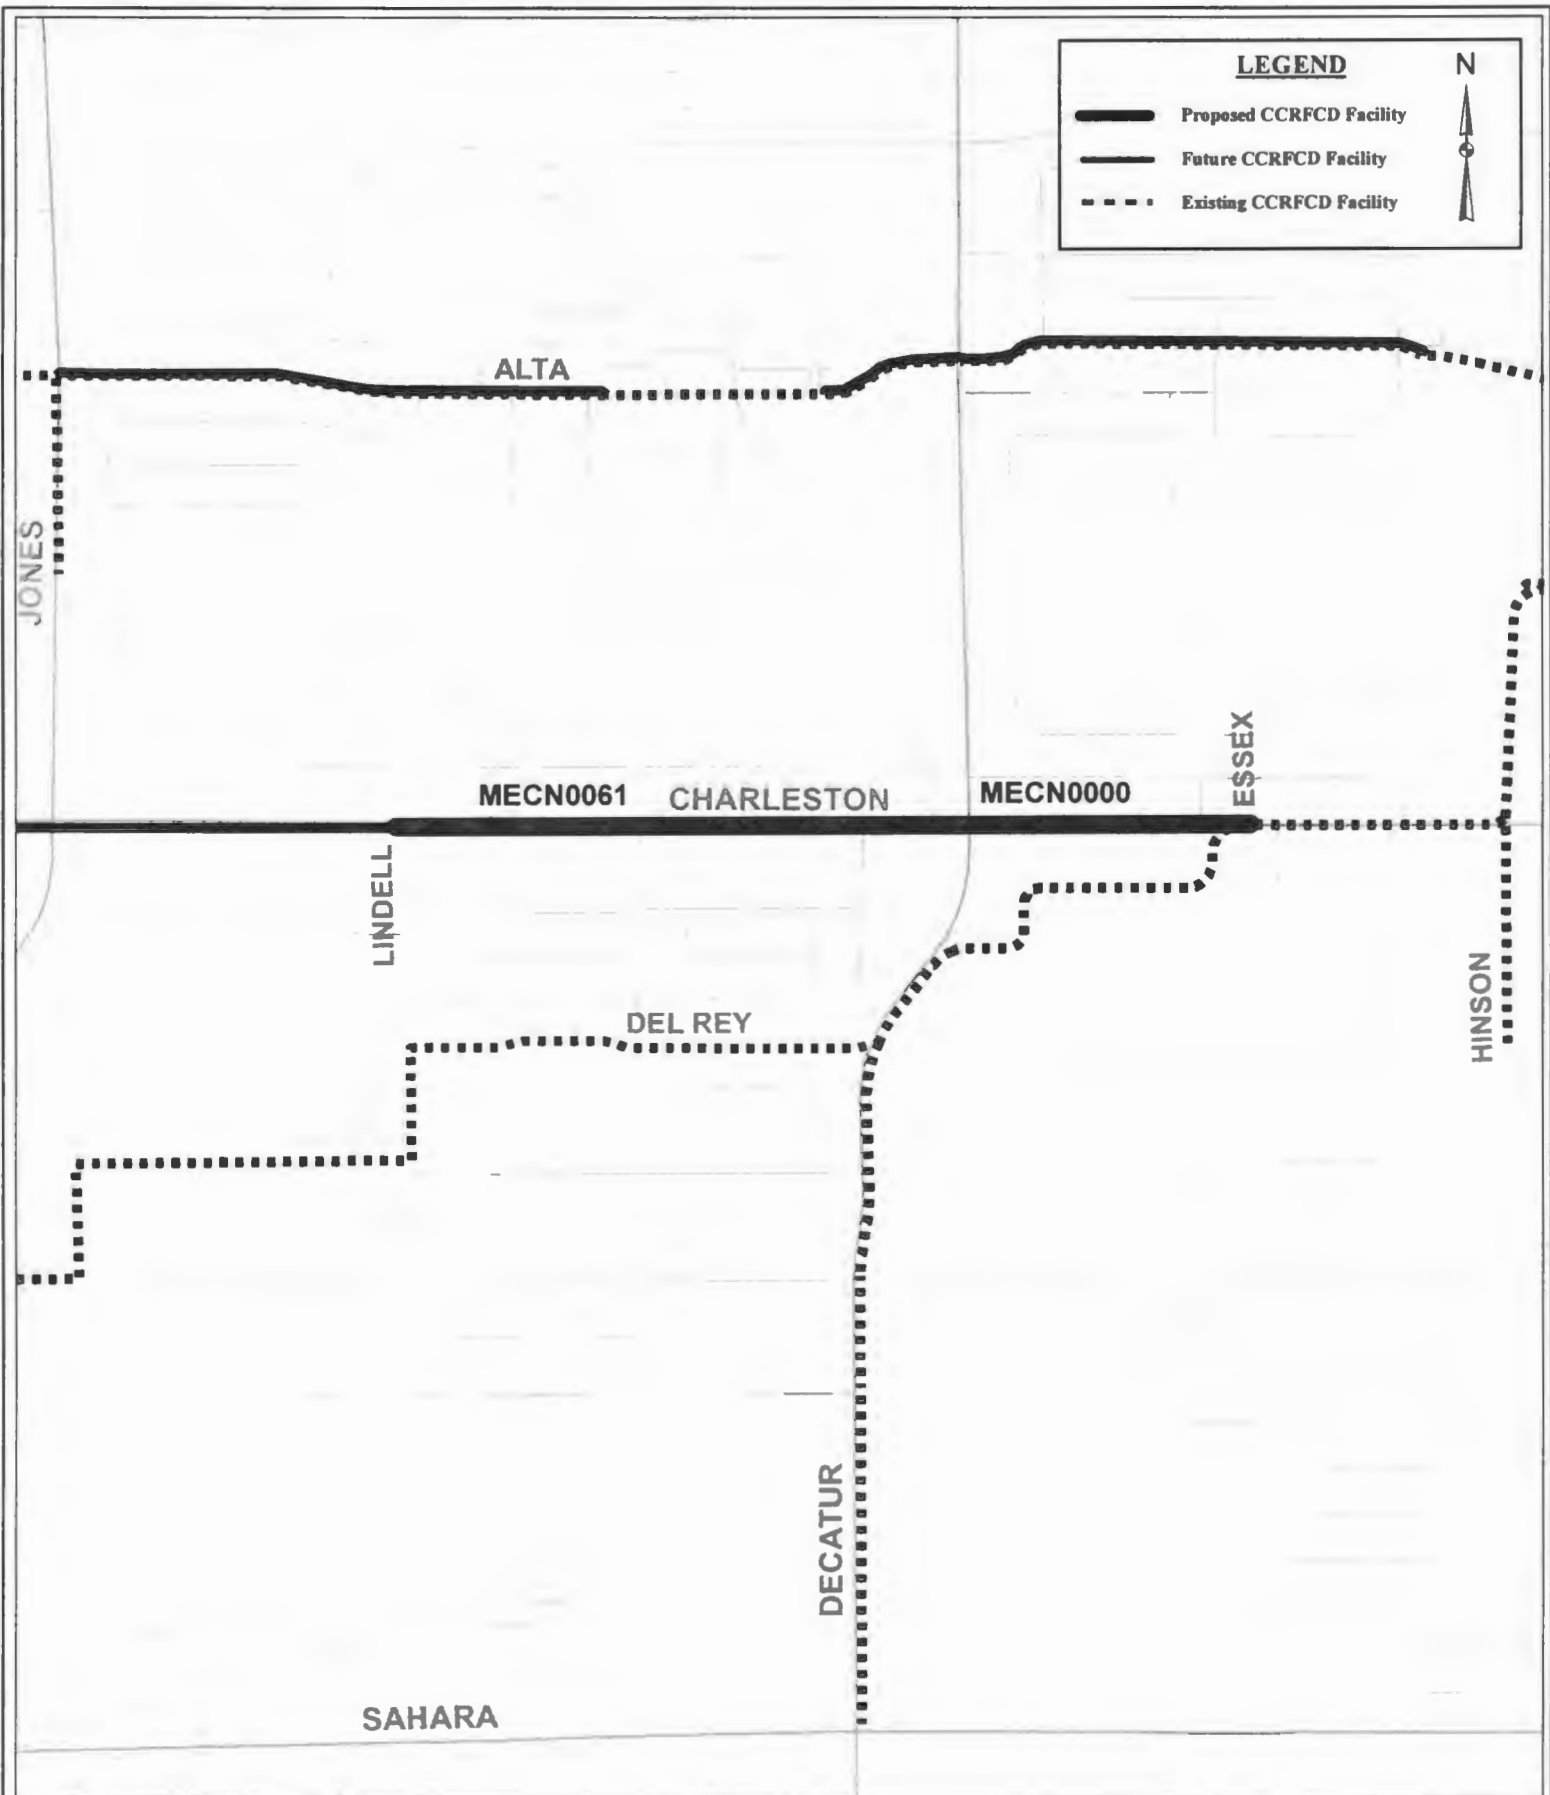 LEGEND
N
Proposed CCRFCD Facility
Future CCRFCD Facility
Existing CCRFCD Facility
ALTA
JONES
ESSEX
MECN0061
CHARLESTON
MECN0000
LINDELL
HINSON
DEL REY
DECATUR
SAHARA